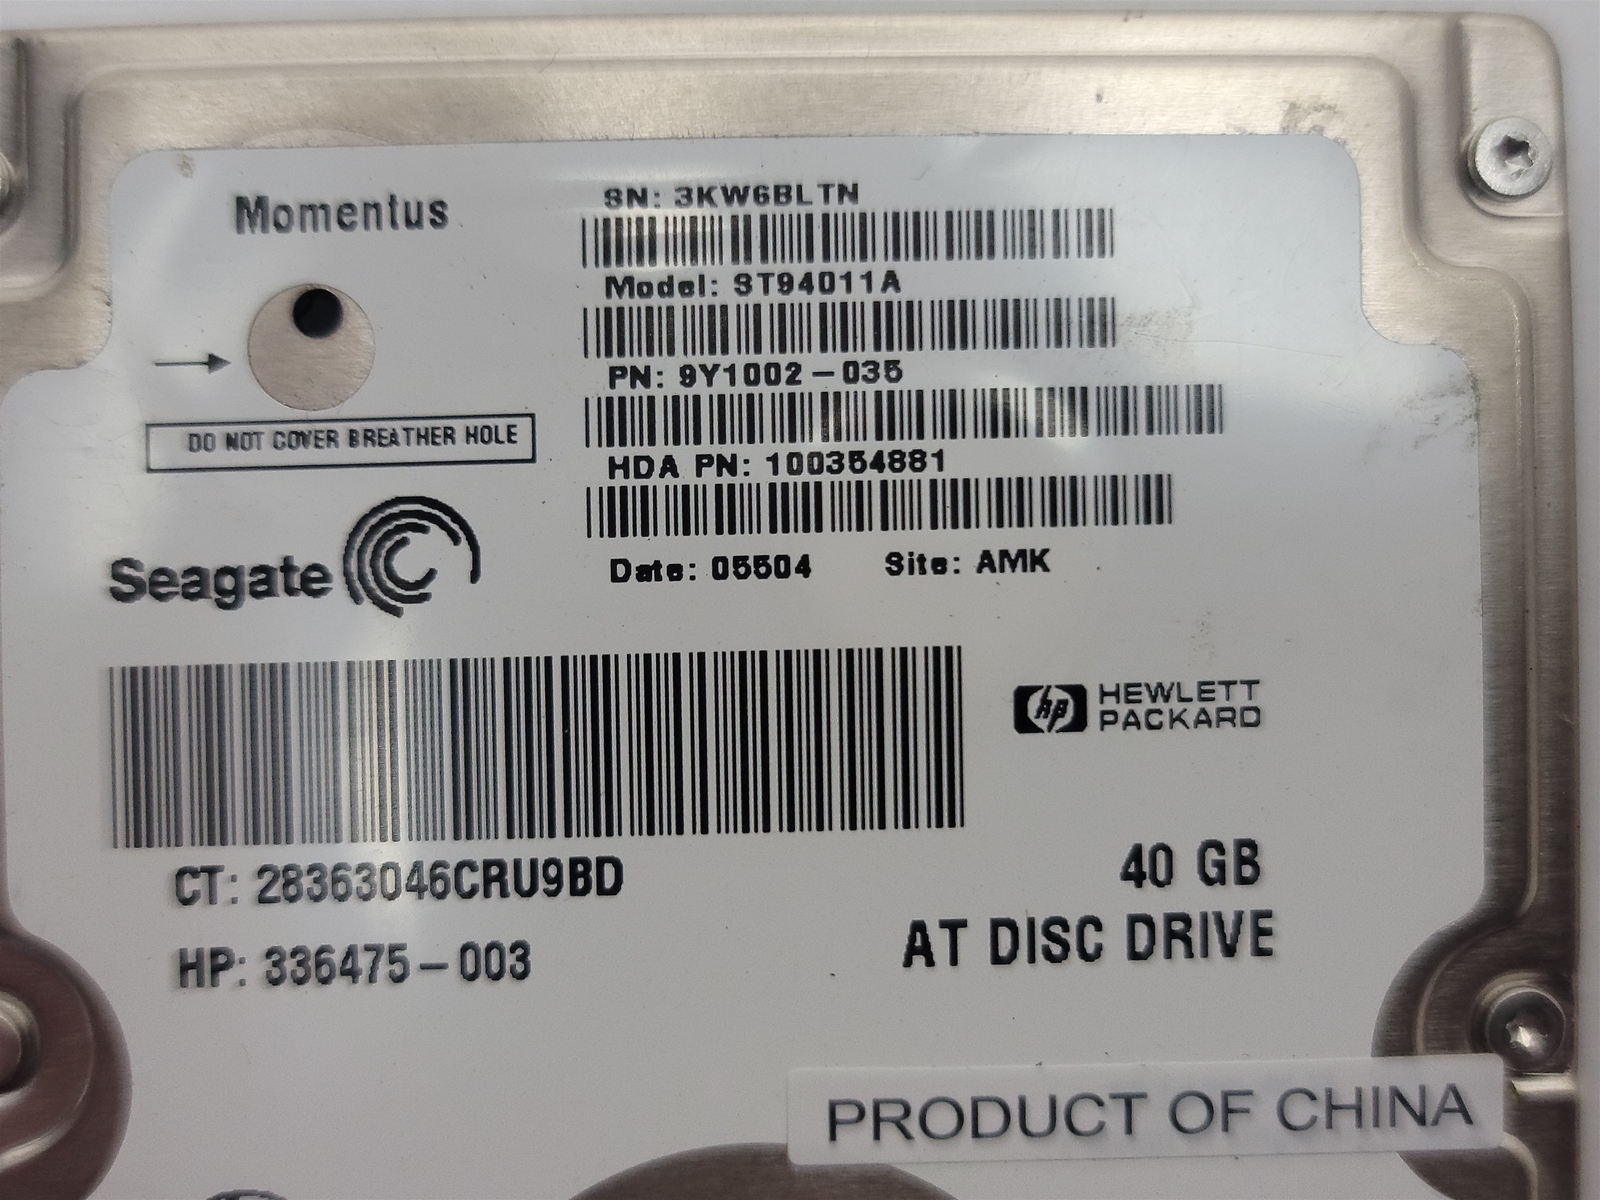 Momentus
SN: 3KW6BLTN
Model: ST94011A
PN: 9Y1002-035
DO NOT COVER BREATHER HOLE
HDA PN: 100354881
Seagate
Date: 05504 Site: AMK
hp HEWLETT
PACKARD
CT: 28363046CRU9BD
40 GB
HP: 336475-003
AT DISC DRIVE
PRODUCT OF CHINA